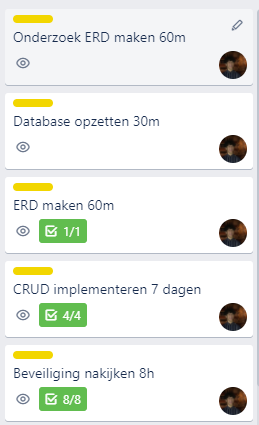 Onderzoek ERD maken 60m
Database opzetten 30m
ERD maken 60m
1/1
CRUD implementeren 7 dagen
4/4
Beveiliging nakijken 8h
8/8